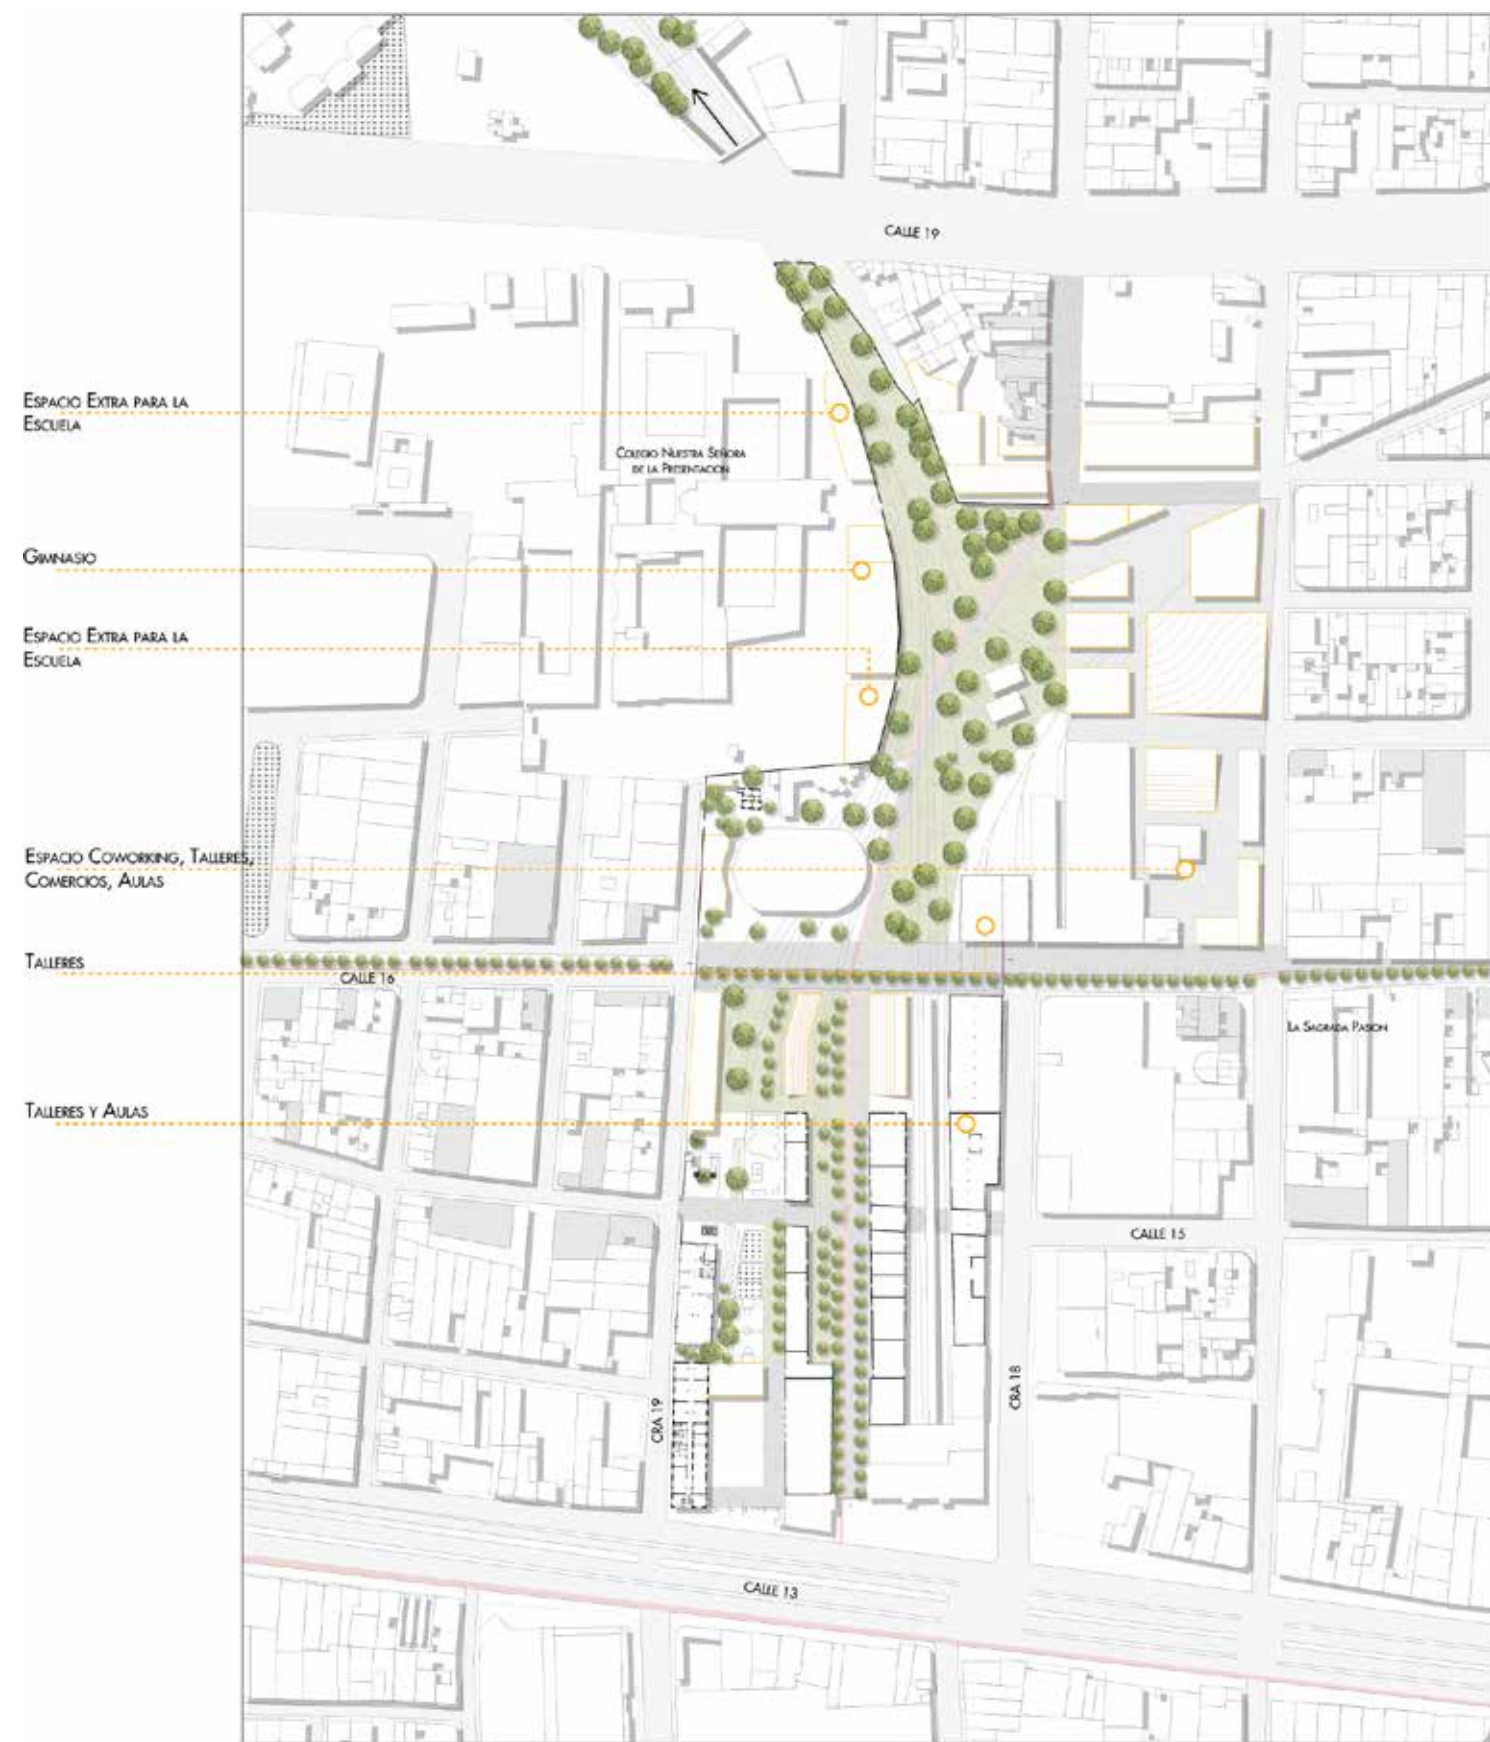 CALLE 19
ESPACIO EXTRA PARA LA
ESCUELA
COLEGIO NUESTRA SEÑORA
DE LA PRESENTACION
GIMNASIO
ESPACIO EXTRA PARA LA
ESCUELA
ESPACIO COWORKING, TALLERES,
COMERCIOS, AULAS
TALLERES
CALLE 16
LA SAGRADA PASION
TALLERES Y AULAS
CALLE 15
CRA 18
CRA 19
CALLE 13